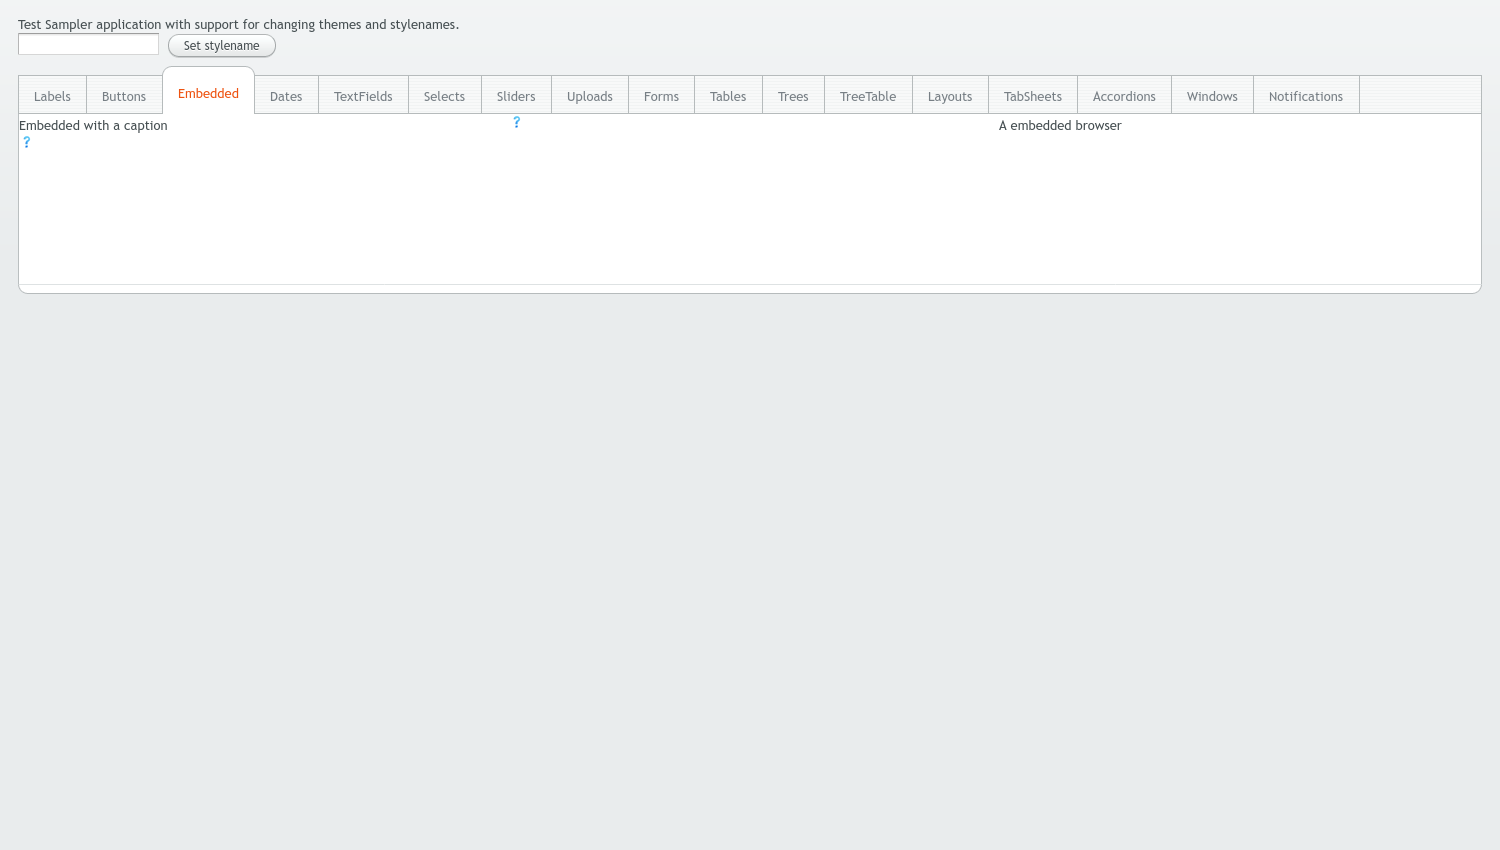 Test Sampler application with support for changing themes and stylenames.
Set stylename
Labels Buttons Embedded Dates TextFields Selects Sliders Uploads Forms Tables Trees TreeTable Layouts TabSheets Accordions Windows Notifications
Embedded with a caption ? A embedded browser
?